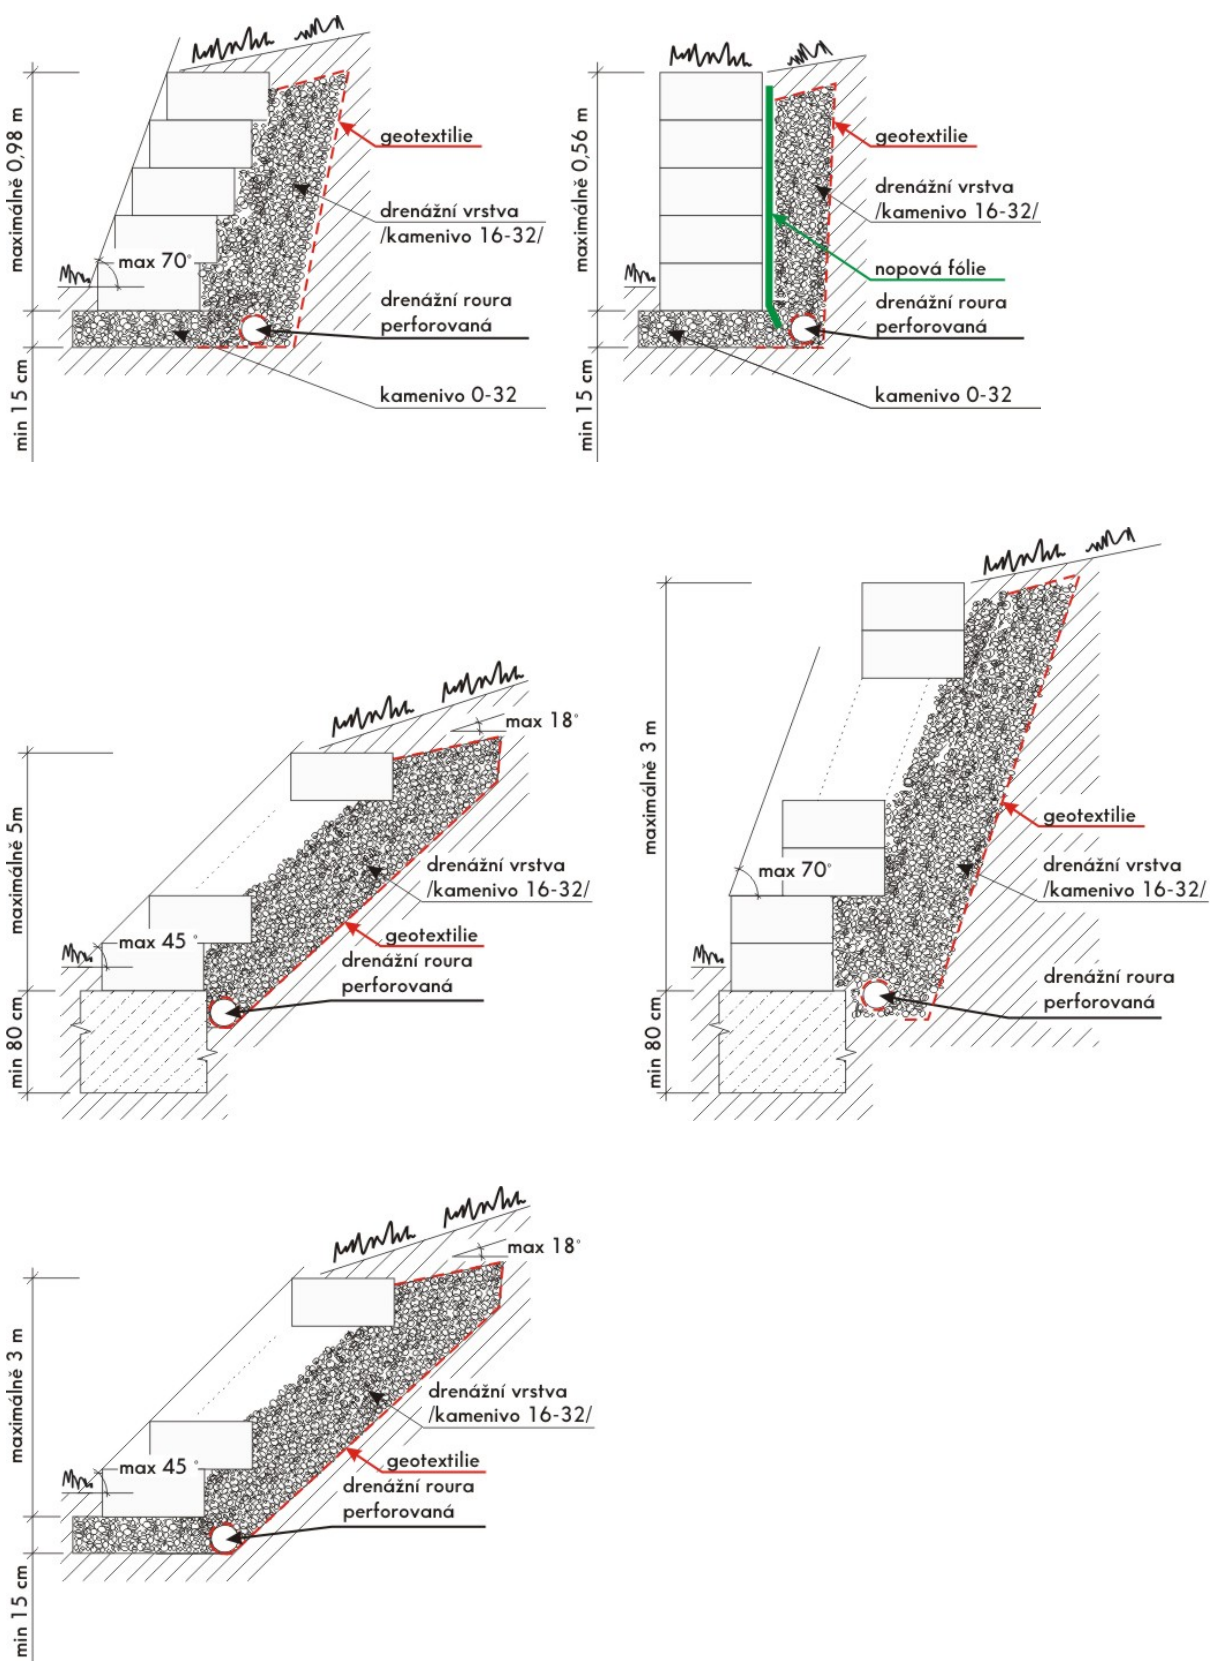 maximálně 0,98 m
min 15 cm
max 70°
geotextilie
drenážní vrstva
/kamenivo 16-32/
drenážní roura
perforovaná
kamenivo 0-32
maximálně 0,56 m
min 15 cm
geotextilie
drenážní vrstva
/kamenivo 16-32/
nopová fólie
drenážní roura
perforovaná
kamenivo 0-32
maximálně 5m
min 80 cm
max 18°
max 45°
drenážní vrstva
/kamenivo 16-32/
geotextilie
drenážní roura
perforovaná
maximálně 3 m
min 80 cm
max 70°
geotextilie
drenážní vrstva
/kamenivo 16-32/
drenážní roura
perforovaná
maximálně 3 m
min 15 cm
max 18°
max 45°
drenážní vrstva
/kamenivo 16-32/
geotextilie
drenážní roura
perforovaná